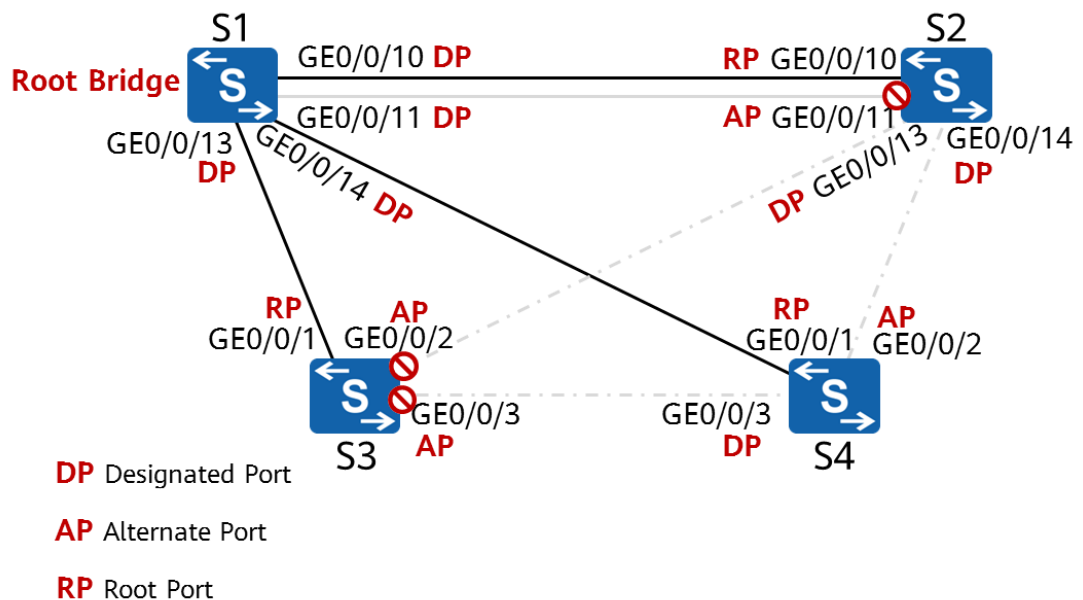 S1
S2
Root Bridge
GE0/0/10 DP
RP GE0/0/10
S
S
GE0/0/11 DP
AP GE0/0/11
GE0/0/13
DP
GE0/0/14 DP
DP GE0/0/13
GE0/0/14
DP
RP
GE0/0/1
AP
GE0/0/2
RP
GE0/0/1
AP
GE0/0/2
S
S
GE0/0/3
AP
GE0/0/3
DP
S3
S4
DP Designated Port
AP Alternate Port
RP Root Port